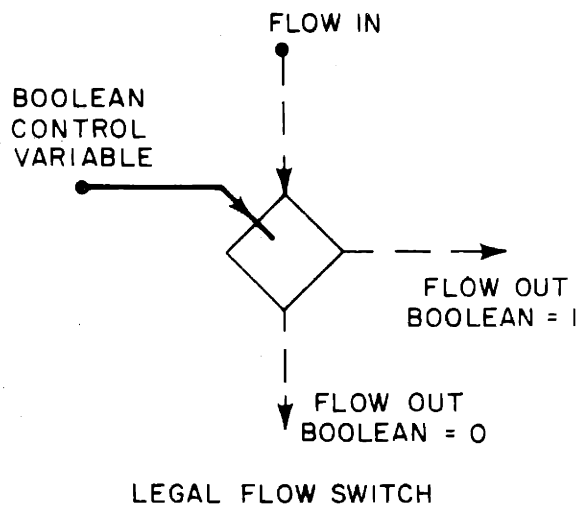 FLOW IN
BOOLEAN
CONTROL
VARIABLE
FLOW OUT
BOOLEAN = 1
FLOW OUT
BOOLEAN = 0
LEGAL FLOW SWITCH